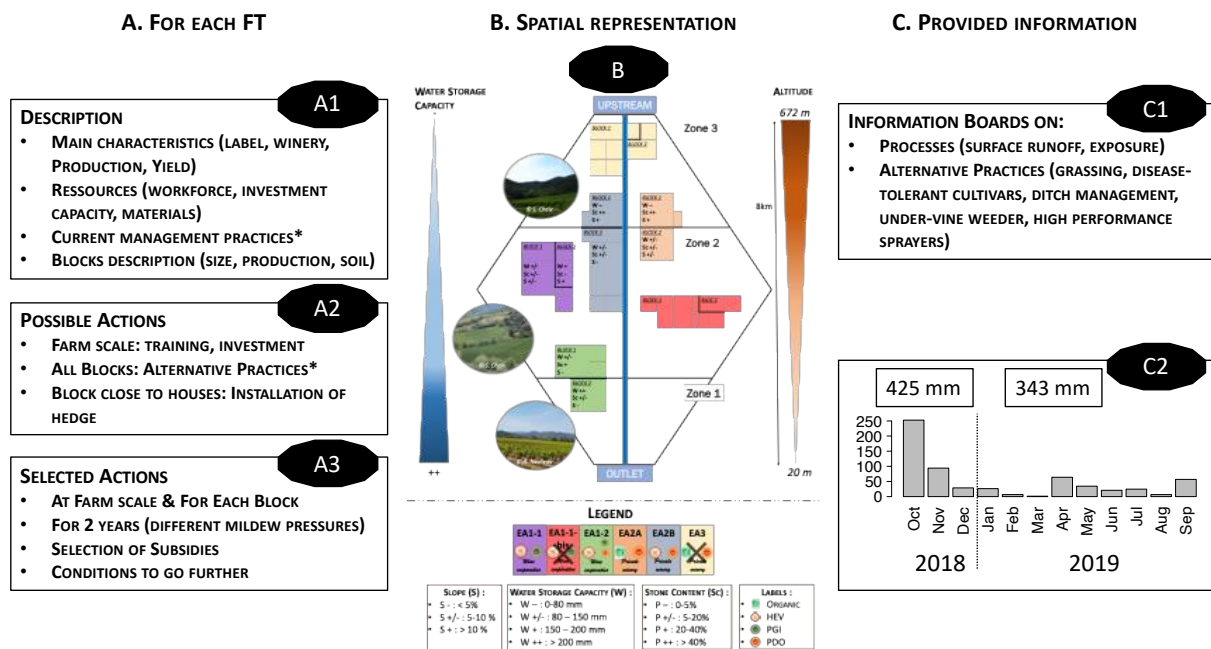 A. FOR EACH FT
A1
DESCRIPTION
• MAIN CHARACTERISTICS (LABEL, WINERY,
PRODUCTION, YIELD)
• RESSOURCES (WORKFORCE, INVESTMENT
CAPACITY, MATERIALS)
• CURRENT MANAGEMENT PRACTICES*
• BLOCKS DESCRIPTION (SIZE, PRODUCTION, SOIL)
A2
POSSIBLE ACTIONS
• FARM SCALE: TRAINING, INVESTMENT
• ALL BLOCKS: ALTERNATIVE PRACTICES*
• BLOCK CLOSE TO HOUSES: INSTALLATION OF
HEDGE
A3
SELECTED ACTIONS
• AT FARM SCALE & FOR EACH BLOCK
• FOR 2 YEARS (DIFFERENT MILDEW PRESSURES)
• SELECTION OF SUBSIDIES
• CONDITIONS TO GO FURTHER
B. SPATIAL REPRESENTATION
B
WATER STORAGE
CAPACITY
++
UPSTREAM
Zone 3
W –
Sc ++
S +
W –
Sc ++
S +
Zone 2
W +/-
Sc +/-
S +/-
W +
Sc -
S +
W +/-
Sc +/-
S -
W +/-
Sc +/-
S +/-
W +/-
Sc +
S -
W ++
Sc +/-
S -
Zone 1
OUTLET
ALTITUDE
672 m
8km
20 m
LEGEND
EA1-1
EA1-1-
bis
EA1-2
EA2A
EA2B
EA3
SLOPE (S) :
• S - : < 5%
• S +/- : 5-10 %
• S + : > 10 %
WATER STORAGE CAPACITY (W) :
• W – : 0-80 mm
• W +/- : 80 – 150 mm
• W + : 150 – 200 mm
• W ++ : > 200 mm
STONE CONTENT (SC) :
• P – : 0-5%
• P +/- : 5-20%
• P + : 20-40%
• P ++ : > 40%
LABELS :
• ORGANIC
• HEV
• PGI
• PDO
C. PROVIDED INFORMATION
C1
INFORMATION BOARDS ON:
• PROCESSES (SURFACE RUNOFF, EXPOSURE)
• ALTERNATIVE PRACTICES (GRASSING, DISEASE-
TOLERANT CULTIVARS, DITCH MANAGEMENT,
UNDER-VINE WEEDER, HIGH PERFORMANCE
SPRAYERS)
C2
425 mm
343 mm
250
200
150
100
50
0
Oct
Nov
Dec
Jan
Feb
Mar
Apr
May
Jun
Jul
Aug
Sep
2018
2019